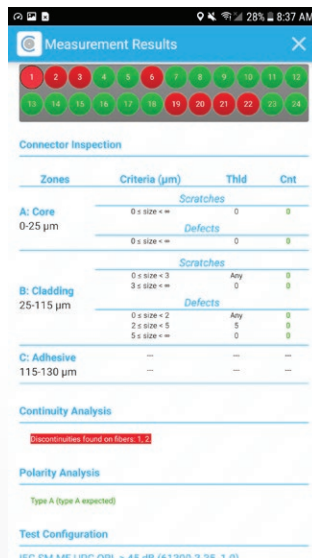 28% 8:37 AM
Measurement Results
1 2 3 4 5 6 7 8 9 10 11 12
13 14 15 16 17 18 19 20 21 22 23 24
Connector Inspection
Zones Criteria (μm) Thld Cnt
Scratches
A: Core 0 ≤ size < ∞ 0 0
0-25 μm
Defects
0 ≤ size < ∞ 0 0
Scratches
0 ≤ size < 3 Any 0
3 ≤ size < ∞ 0 0
B: Cladding
25-115 μm
Defects
0 ≤ size < 2 Any 0
2 ≤ size < 5 5 0
5 ≤ size < ∞ 0 0
C: Adhesive --- --- ---
115-130 μm --- --- ---
Continuity Analysis
Discontinuities found on fibers: 1, 2.
Polarity Analysis
Type A (type A expected)
Test Configuration